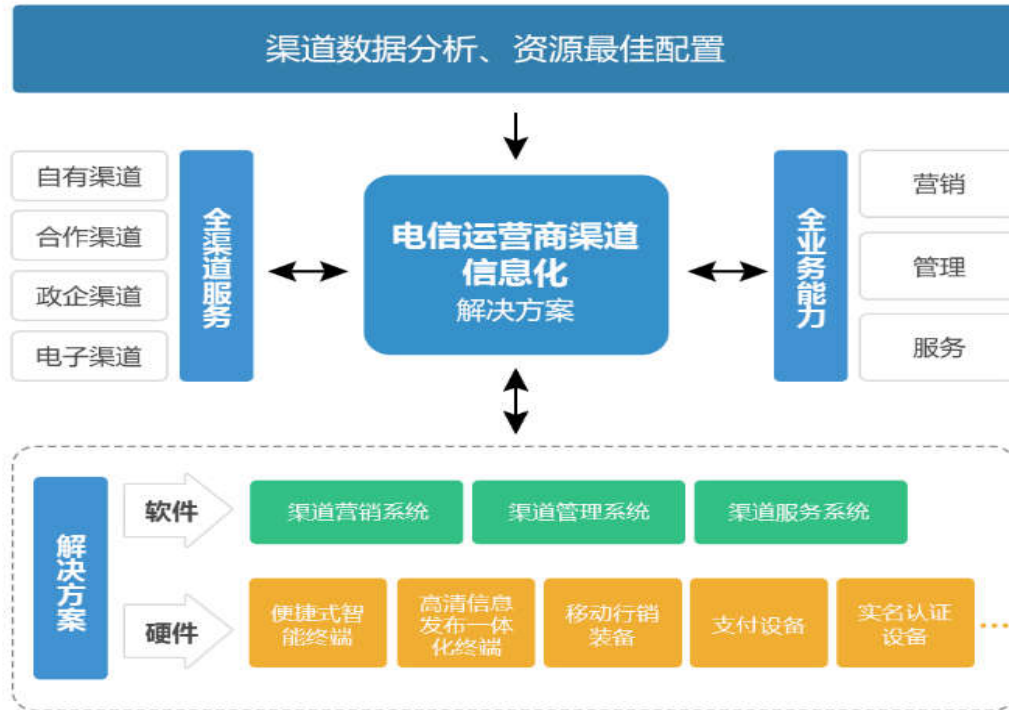 渠道数据分析、资源最佳配置
自有渠道
合作渠道
政企渠道
电子渠道
全渠道服务
电信运营商渠道
信息化
解决方案
全业务能力
营销
管理
服务
解决方案
软件
渠道营销系统
渠道管理系统
渠道服务系统
硬件
便捷式智
能终端
高清信息
发布一体
化终端
移动行销
装备
支付设备
实名认证
设备